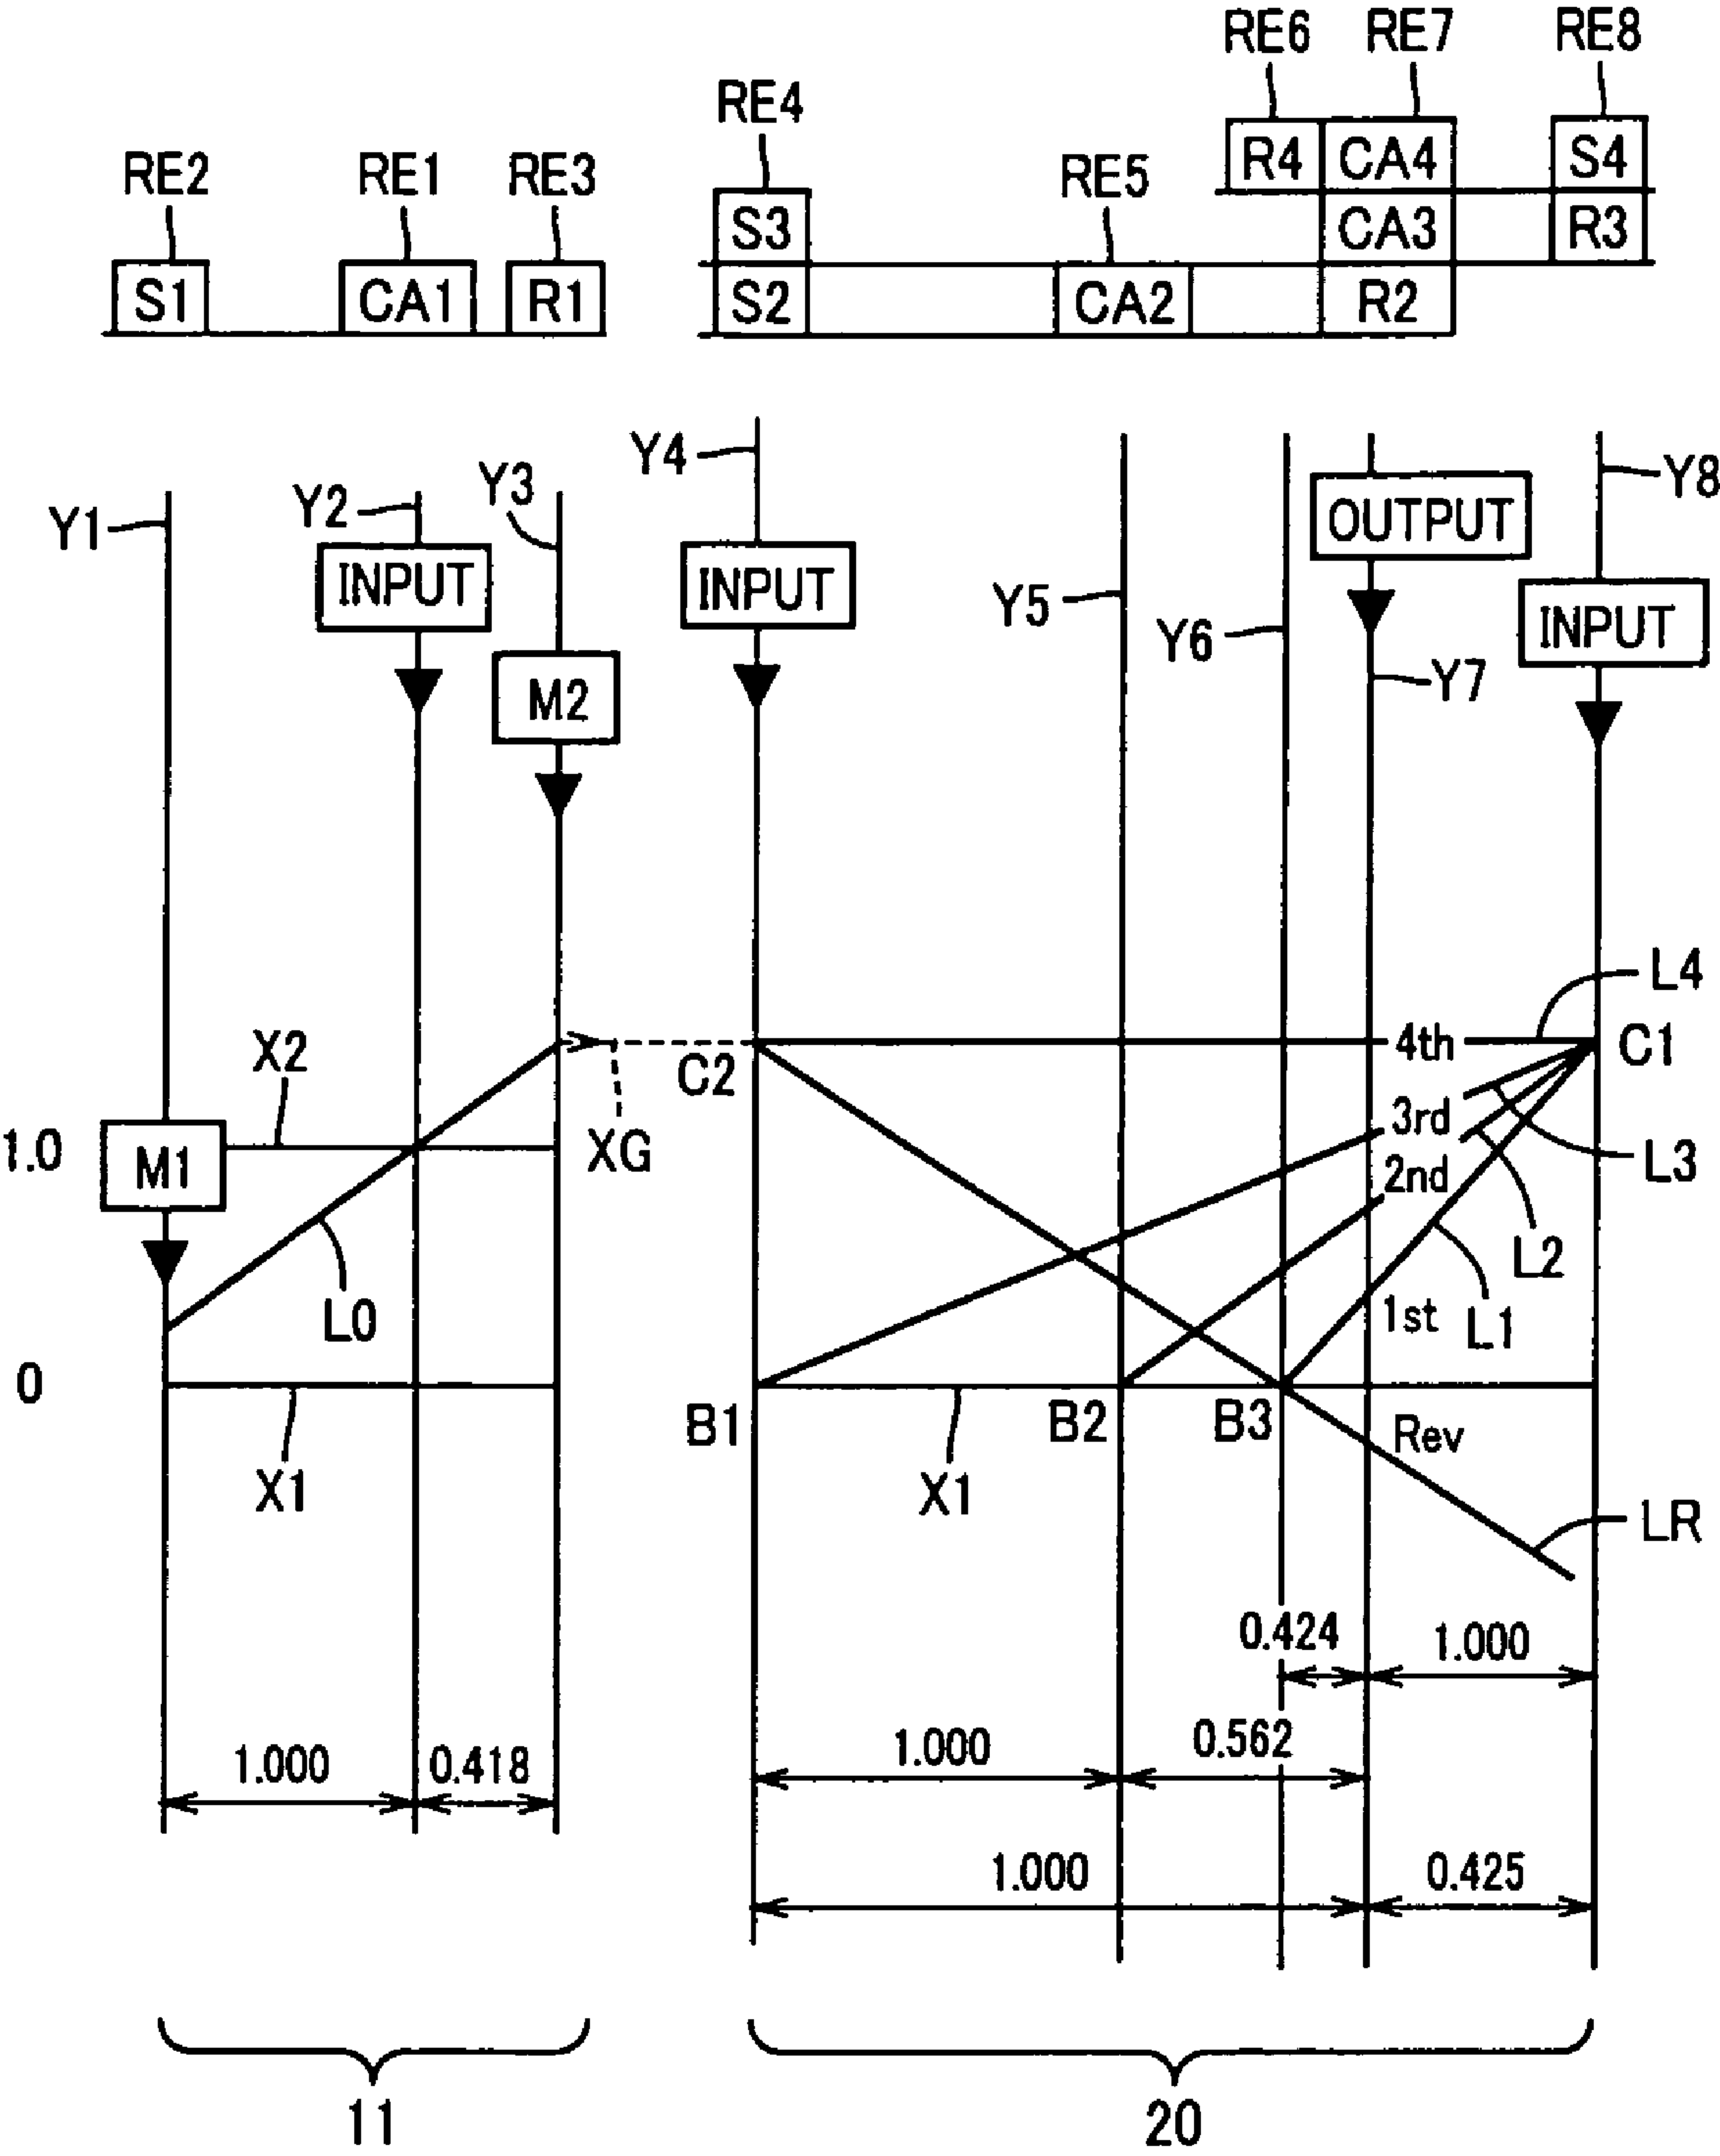 RE6 RE7 RE8
RE4
R4 CA4 S4
RE2 RE1 RE3 RE5
S3 CA3 R3
S1 CA1 R1 S2 CA2 R2
Y4
Y1 Y2 Y3 Y8
OUTPUT
INPUT INPUT
Y5 Y6 INPUT
M2 Y7
L4
X2 C2 4th C1
1.0 M1 XG 3rd
2nd L3
L2
L0 1st L1
0
B1 B2 B3 Rev
X1 X1
LR
0.424 1.000
1.000 0.562
1.000 0.418
1.000 0.425
11 20